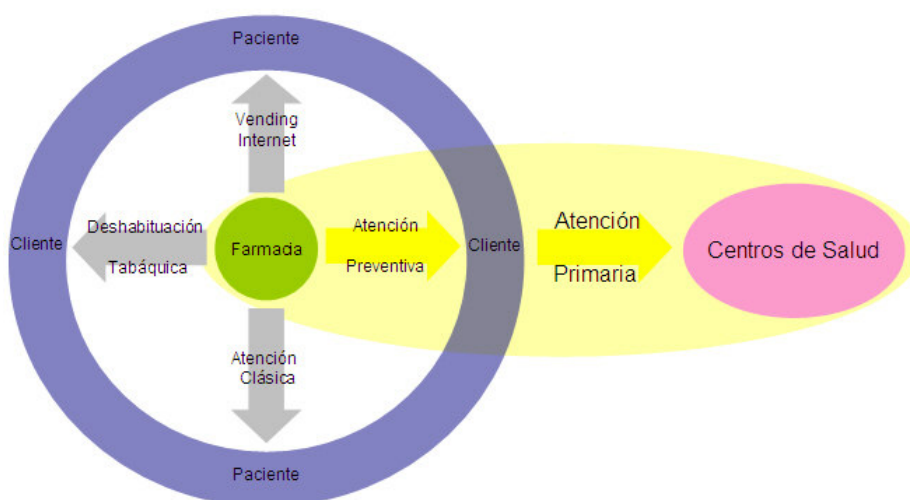 Paciente
Vending
Internet
Deshabituación
Tabáquica
Cliente
Farmacia
Atención
Preventiva
Cliente
Atención
Primaria
Centros de Salud
Atención
Clásica
Paciente